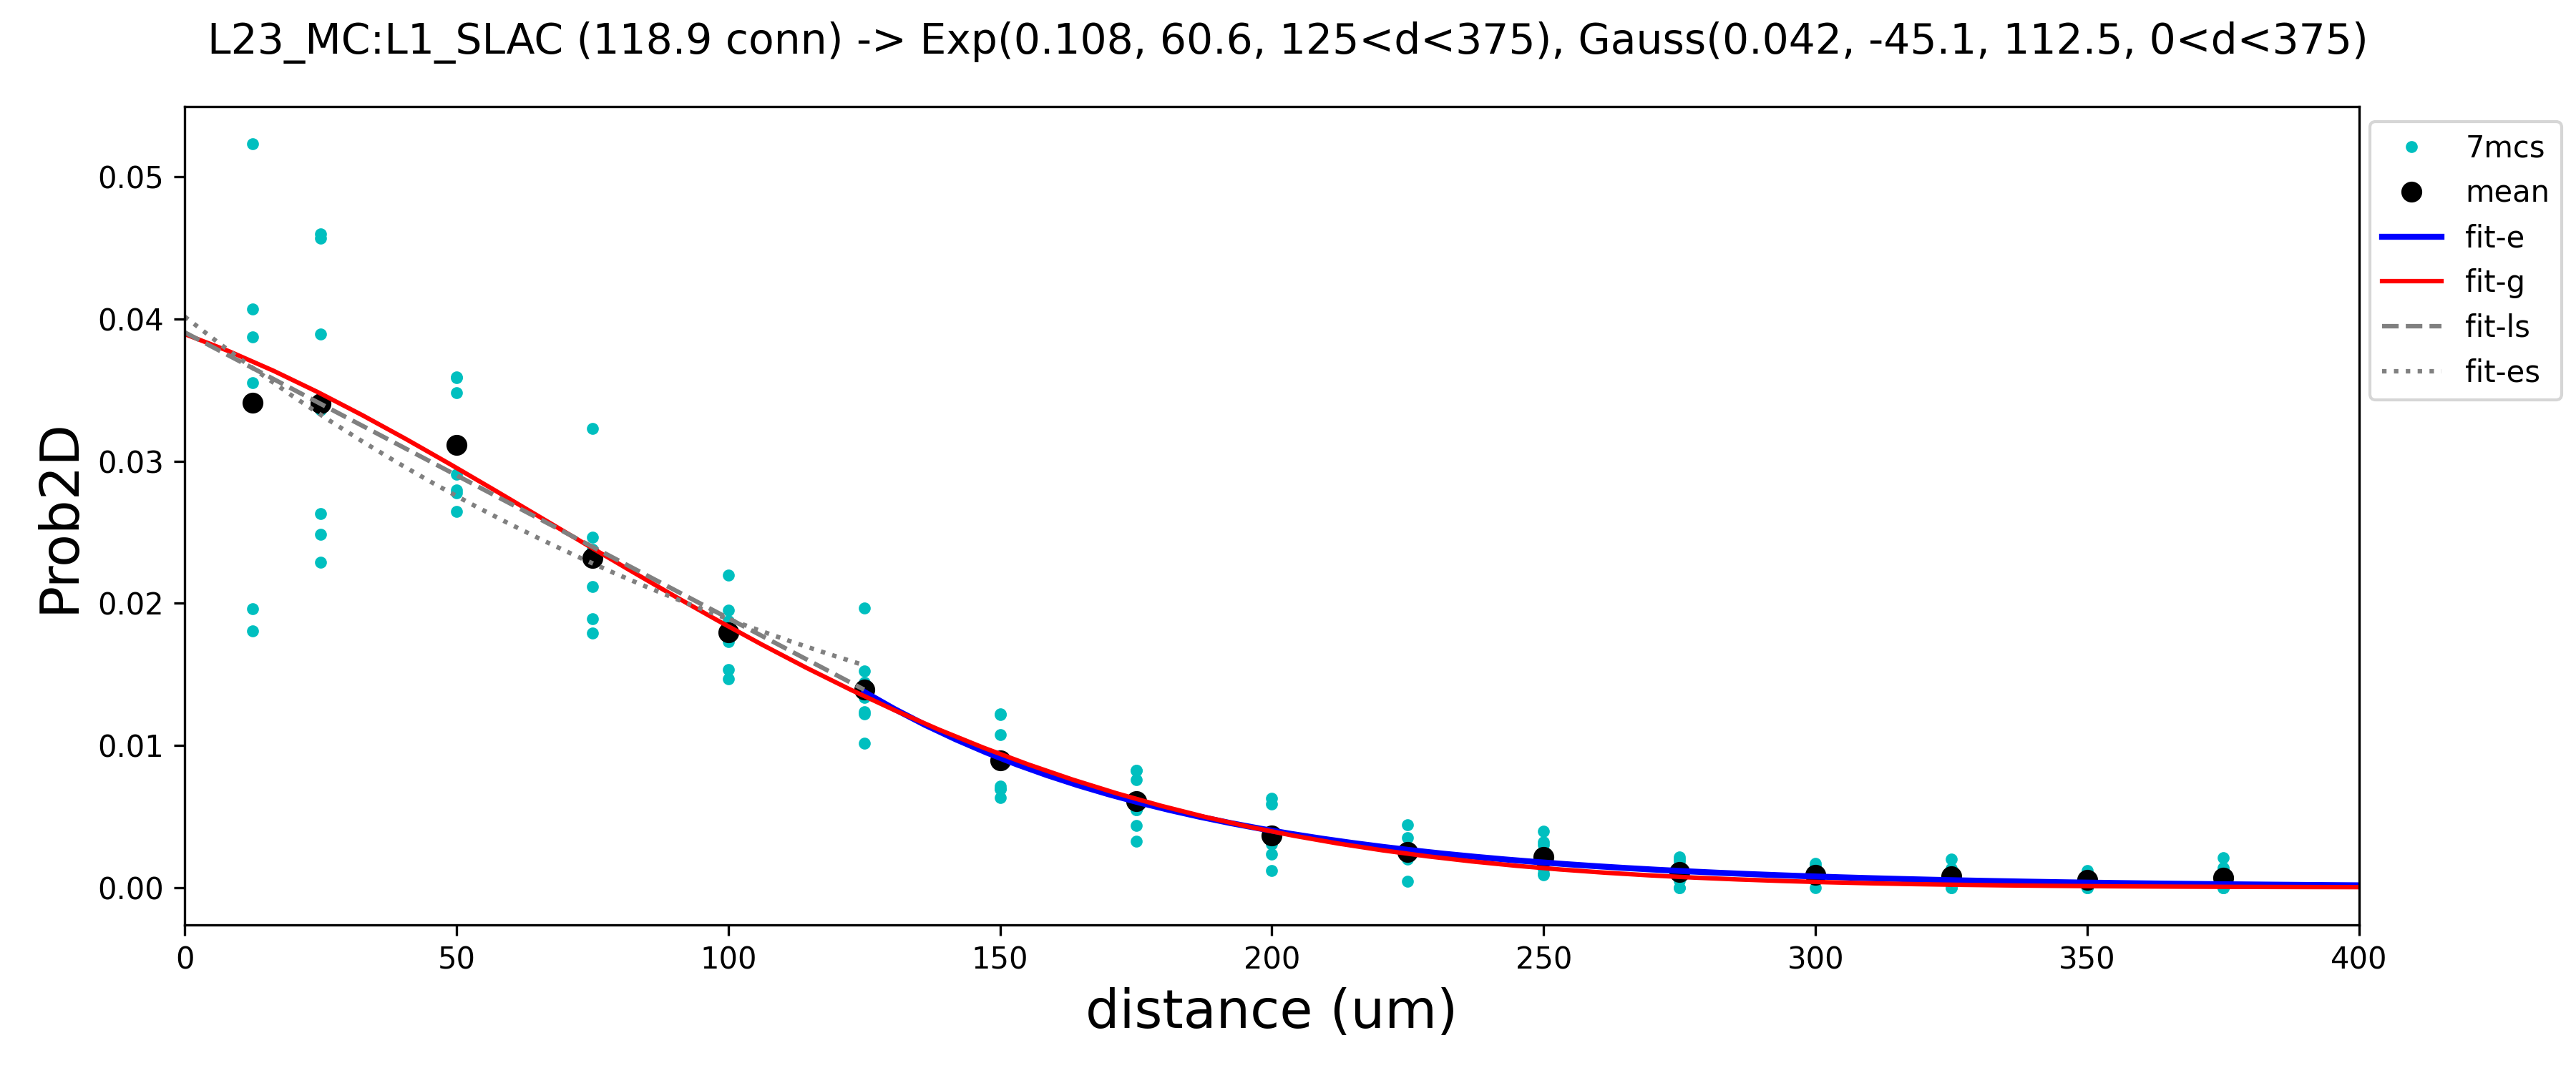 L23_MC:L1_SLAC (118.9 conn) -> Exp(0.108, 60.6, 125<d<375), Gauss(0.042, -45.1, 112.5, 0<d<375)
7mcs
mean
fit-e
fit-g
fit-ls
fit-es
Prob2D
0.05
0.04
0.03
0.02
0.01
0.00
0 50 100 150 200 250 300 350 400
distance (um)